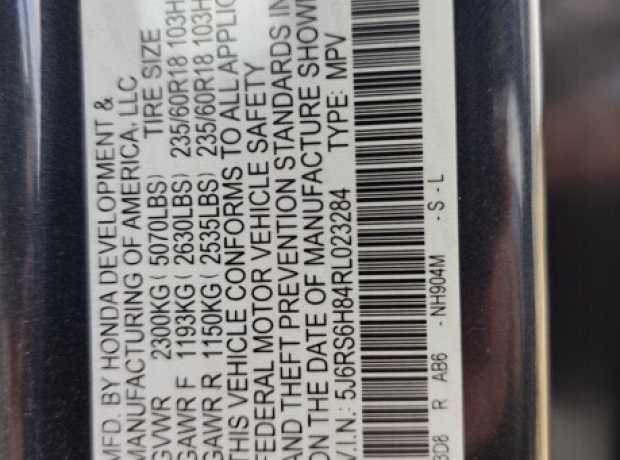 MFD. BY HONDA DEVELOPMENT &
MANUFACTURING OF AMERICA, LLC
GVWR 2300KG ( 5070LBS) TIRE SIZE
GAWR F 1193KG ( 2630LBS) 235/60R18 103H
GAWR R 1150KG ( 2535LBS) 235/60R18 103H
THIS VEHICLE CONFORMS TO ALL
FEDERAL MOTOR VEHICLE SAFETY
AND THEFT PREVENTION STANDARDS IN
ON THE DATE OF MANUFACTURE SHOWN
V.I.N.: 5J6RS6H84RL023284 TYPE: MPV
R AB6 - NH904M - S - L